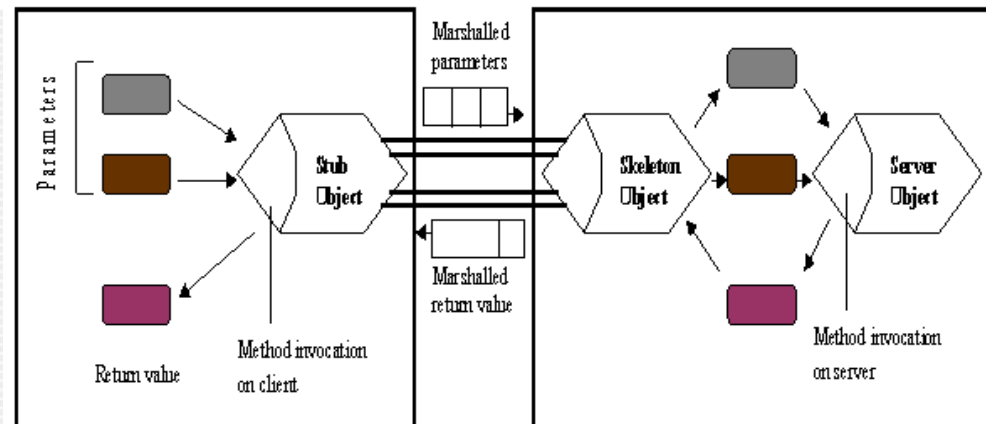 Parameters
Marshalled
parameters
Stub
Object
Skeleton
Object
Server
Object
Marshalled
return value
Return value
Method invocation
on client
Method invocation
on server